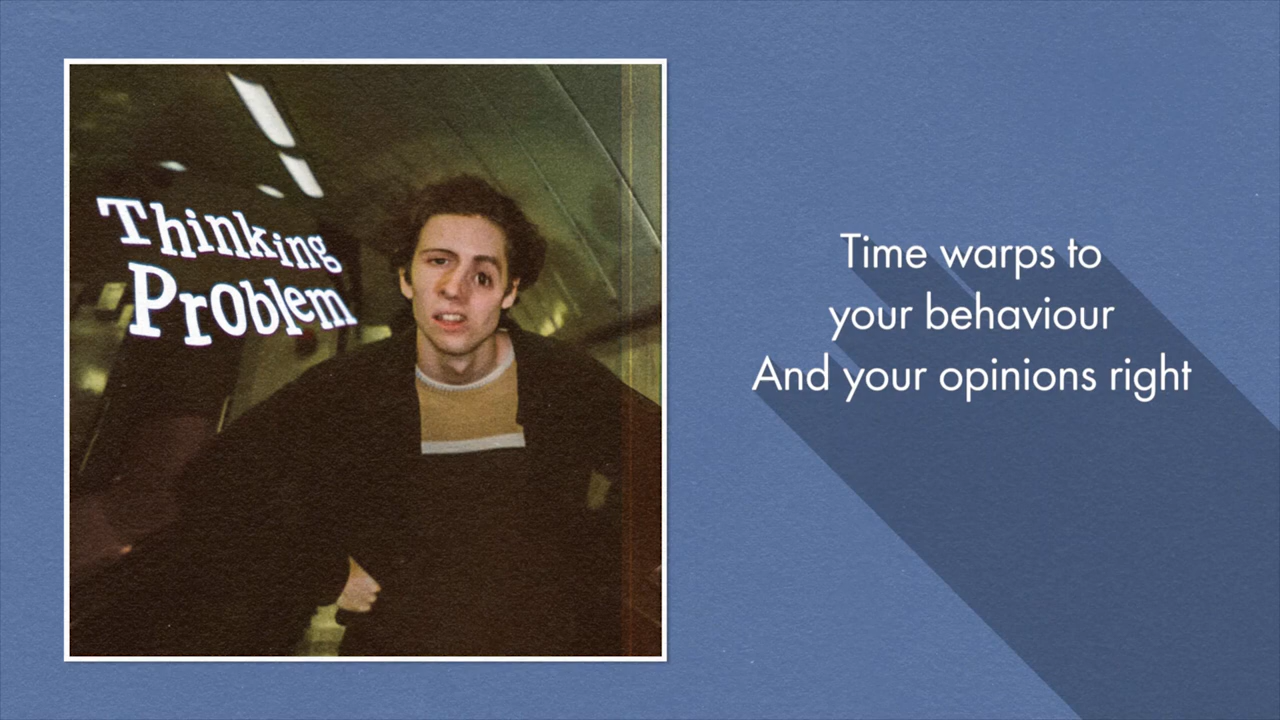 Thinking
Problem
Time warps to
your behaviour
And your opinions right